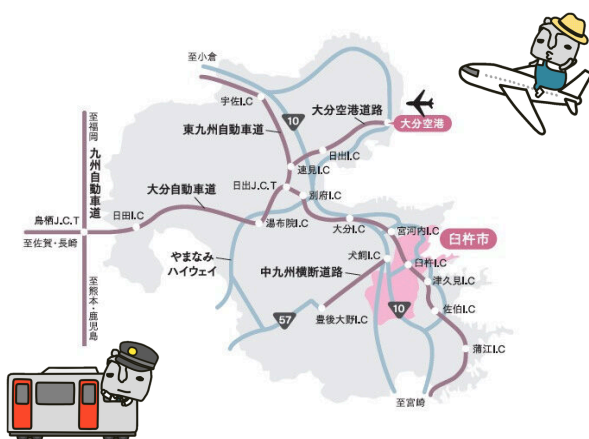 至小倉
宇佐I.C
10
大分空港道路
東九州自動車道
大分空港
日出I.C
速見I.C
至福岡
九州自動車道
大分自動車道
日出J.C.T
別府I.C
鳥栖J.C.T
日田I.C
湯布院I.C
大分I.C
宮河内I.C
臼杵市
至佐賀・長崎
やまなみ
ハイウェイ
犬飼I.C
臼杵I.C
中九州横断道路
津久見I.C
至熊本・鹿児島
57
豊後大野I.C
10
佐伯I.C
蒲江I.C
至宮崎